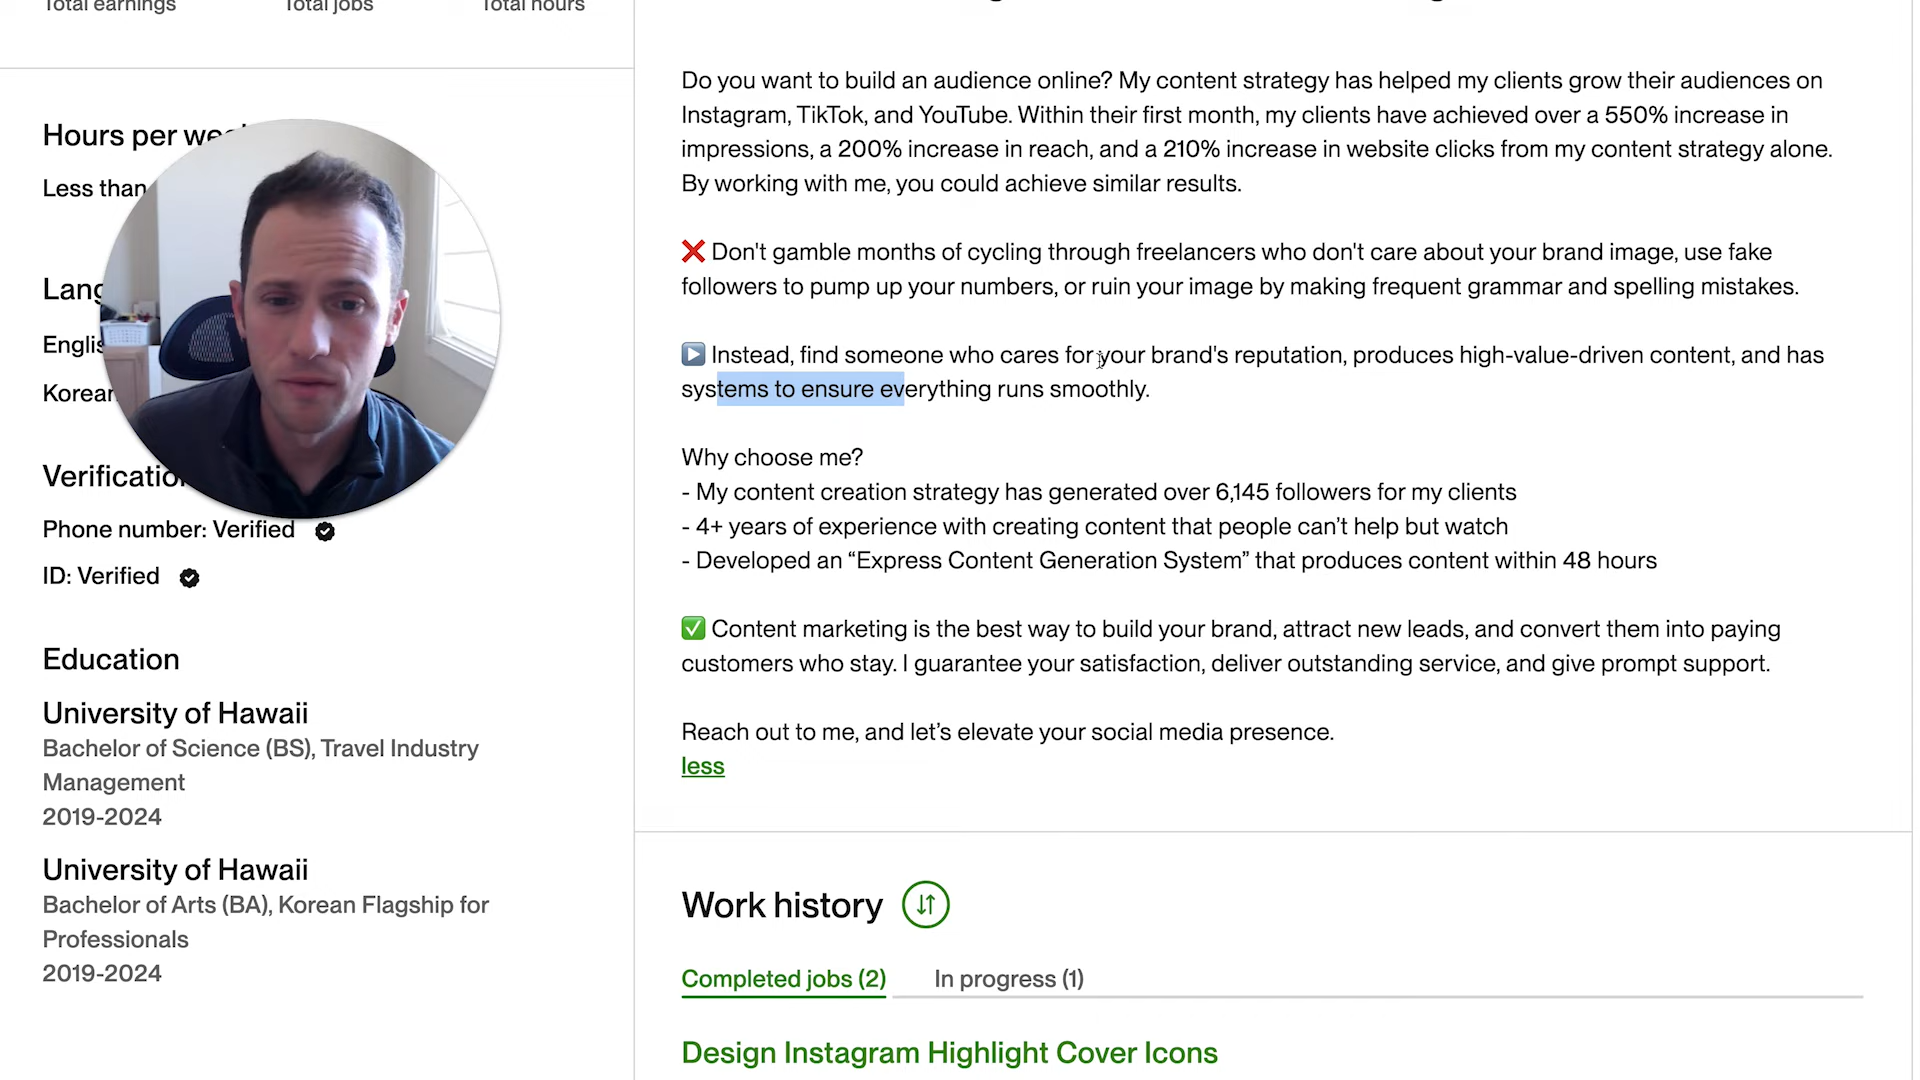 Total earnings
Total jobs
Total hours
Hours per
Less than
English
Korean
Phone number: Verified
ID: Verified
Education
University of Hawaii
Bachelor of Science (BS), Travel Industry
Management
2019-2024
University of Hawaii
Bachelor of Arts (BA), Korean Flagship for
Professionals
2019-2024
Do you want to build an audience online? My content strategy has helped my clients grow their audiences on
Instagram, TikTok, and YouTube. Within their first month, my clients have achieved over a 550% increase in
impressions, a 200% increase in reach, and a 210% increase in website clicks from my content strategy alone.
By working with me, you could achieve similar results.
❌ Don't gamble months of cycling through freelancers who don't care about your brand image, use fake
followers to pump up your numbers, or ruin your image by making frequent grammar and spelling mistakes.
▶️ Instead, find someone who cares for your brand's reputation, produces high-value-driven content, and has
systems to ensure everything runs smoothly.
Why choose me?
- My content creation strategy has generated over 6,145 followers for my clients
- 4+ years of experience with creating content that people can’t help but watch
- Developed an “Express Content Generation System” that produces content within 48 hours
✅ Content marketing is the best way to build your brand, attract new leads, and convert them into paying
customers who stay. I guarantee your satisfaction, deliver outstanding service, and give prompt support.
Reach out to me, and let’s elevate your social media presence.
less
Work history
Completed jobs (2)
In progress (1)
Design Instagram Highlight Cover Icons